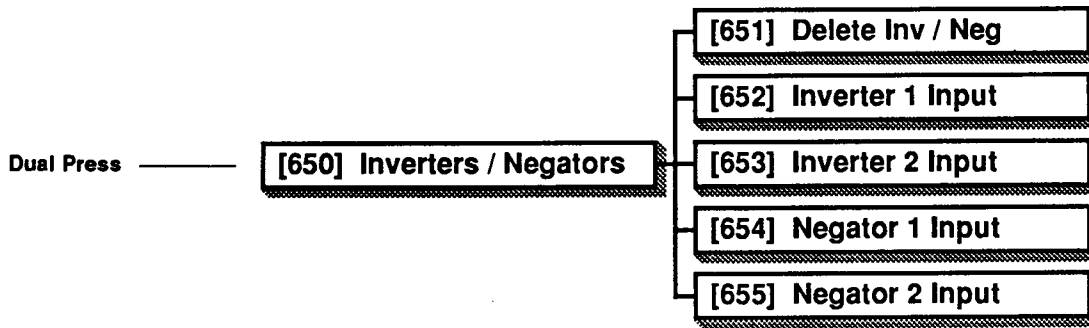 Dual Press
[650] Inverters / Negators
[651] Delete Inv / Neg
[652] Inverter 1 Input
[653] Inverter 2 Input
[654] Negator 1 Input
[655] Negator 2 Input